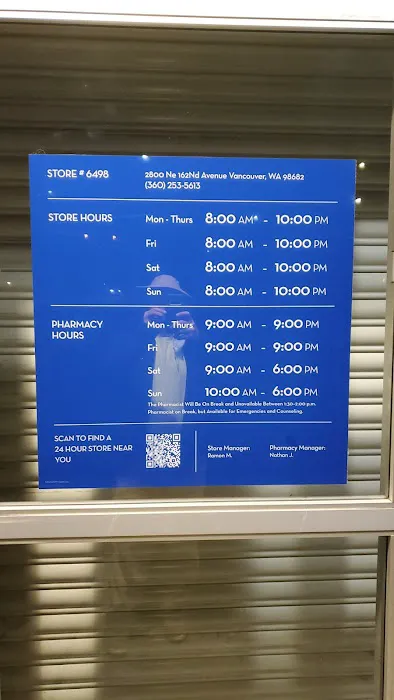 STORE # 6498
2800 Ne 162Nd Avenue Vancouver, WA 98682
(360) 253-5613
STORE HOURS
Mon - Thurs 8:00 AM - 10:00 PM
Fri 8:00 AM - 10:00 PM
Sat 8:00 AM - 10:00 PM
Sun 8:00 AM - 10:00 PM
PHARMACY
HOURS
Mon - Thurs 9:00 AM - 9:00 PM
Fri 9:00 AM - 9:00 PM
Sat 9:00 AM - 6:00 PM
Sun 10:00 AM - 6:00 PM
The Pharmacist Will Be On Break and Unavailable Between 1:30-2:00 p.m.
Pharmacist on Break, but Available for Emergencies and Counseling.
SCAN TO FIND A
24 HOUR STORE NEAR
YOU
Store Manager:
Ramon M.
Pharmacy Manager:
Nathan J.